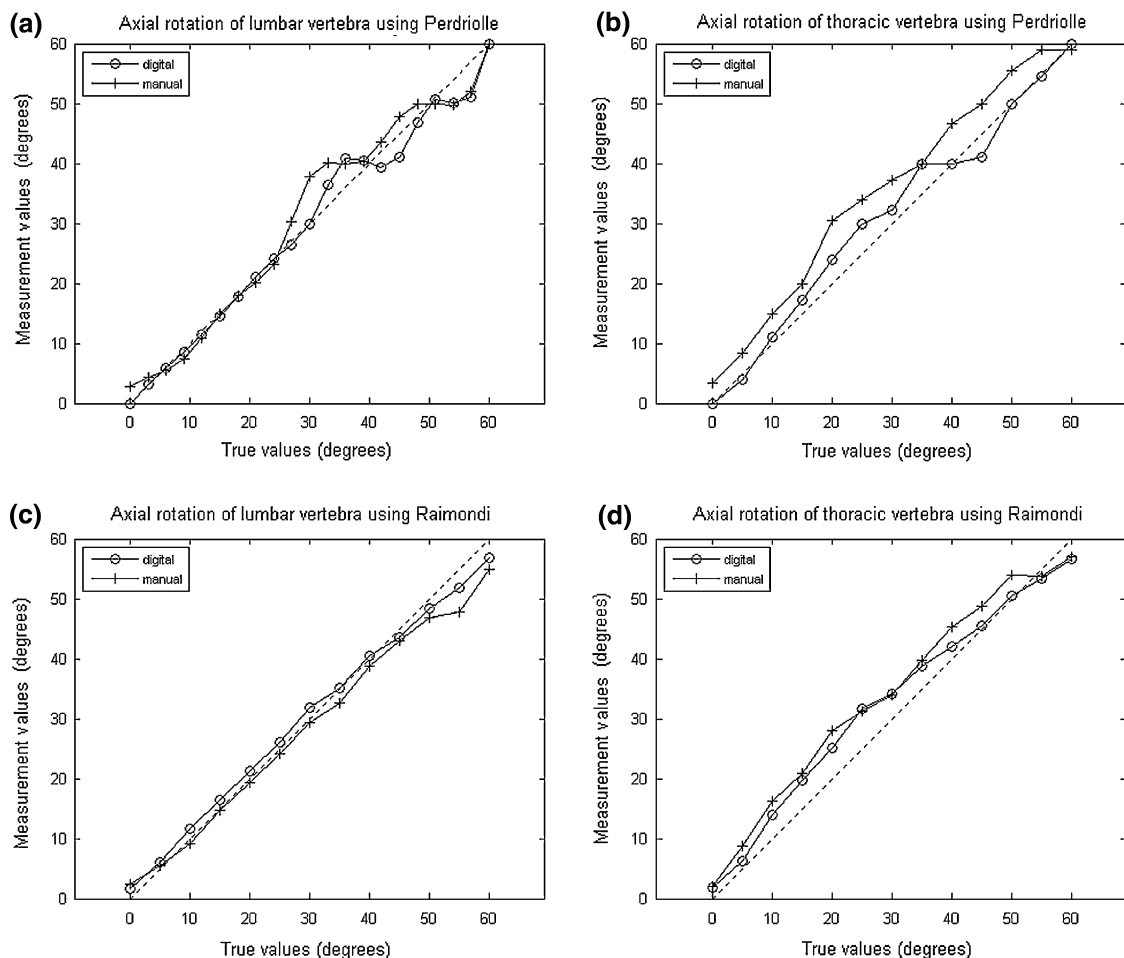 (a) Axial rotation of lumbar vertebra using Perdriolle
digital
manual
Measurement values (degrees)
60
50
40
30
20
10
0
0 10 20 30 40 50 60
True values (degrees)
(b) Axial rotation of thoracic vertebra using Perdriolle
digital
manual
Measurement values (degrees)
60
50
40
30
20
10
0
0 10 20 30 40 50 60
True values (degrees)
(c) Axial rotation of lumbar vertebra using Raimondi
digital
manual
Measurement values (degrees)
60
50
40
30
20
10
0
0 10 20 30 40 50 60
True values (degrees)
(d) Axial rotation of thoracic vertebra using Raimondi
digital
manual
Measurement values (degrees)
60
50
40
30
20
10
0
0 10 20 30 40 50 60
True values (degrees)